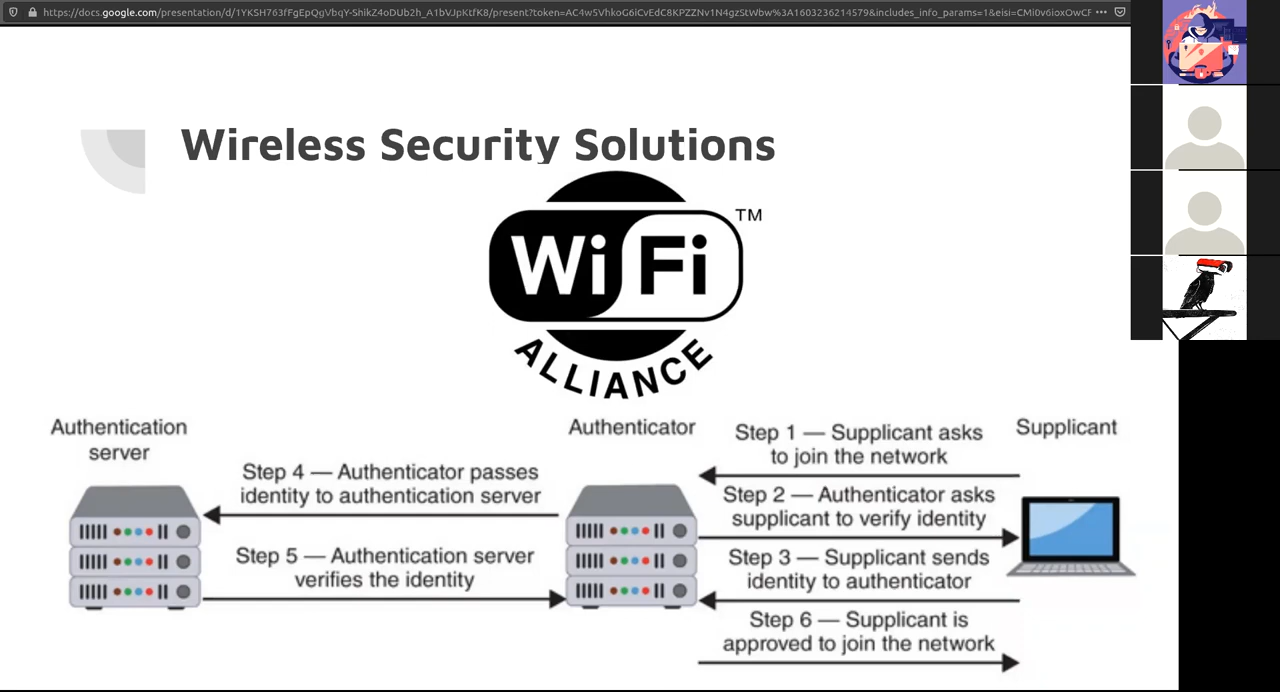 https://docs.google.com/presentation/d/1YKSH763fFgEpQgVbqY-ShikZ4oDUb2h_A1bVJpKtfK8/present?token=AC4w5VhkoG6iCvEdC8KPZZNv1N4gzStWbw%3A1603236214579&includes_info_params=1&eisi=CMi0v6ioxOwCF
Wireless Security Solutions
WiFi
TM
ALLIANCE
Authentication
server
Authenticator
Supplicant
Step 1 — Supplicant asks
to join the network
Step 4 — Authenticator passes
identity to authentication server
Step 2 — Authenticator asks
supplicant to verify identity
Step 5 — Authentication server
verifies the identity
Step 3 — Supplicant sends
identity to authenticator
Step 6 — Supplicant is
approved to join the network